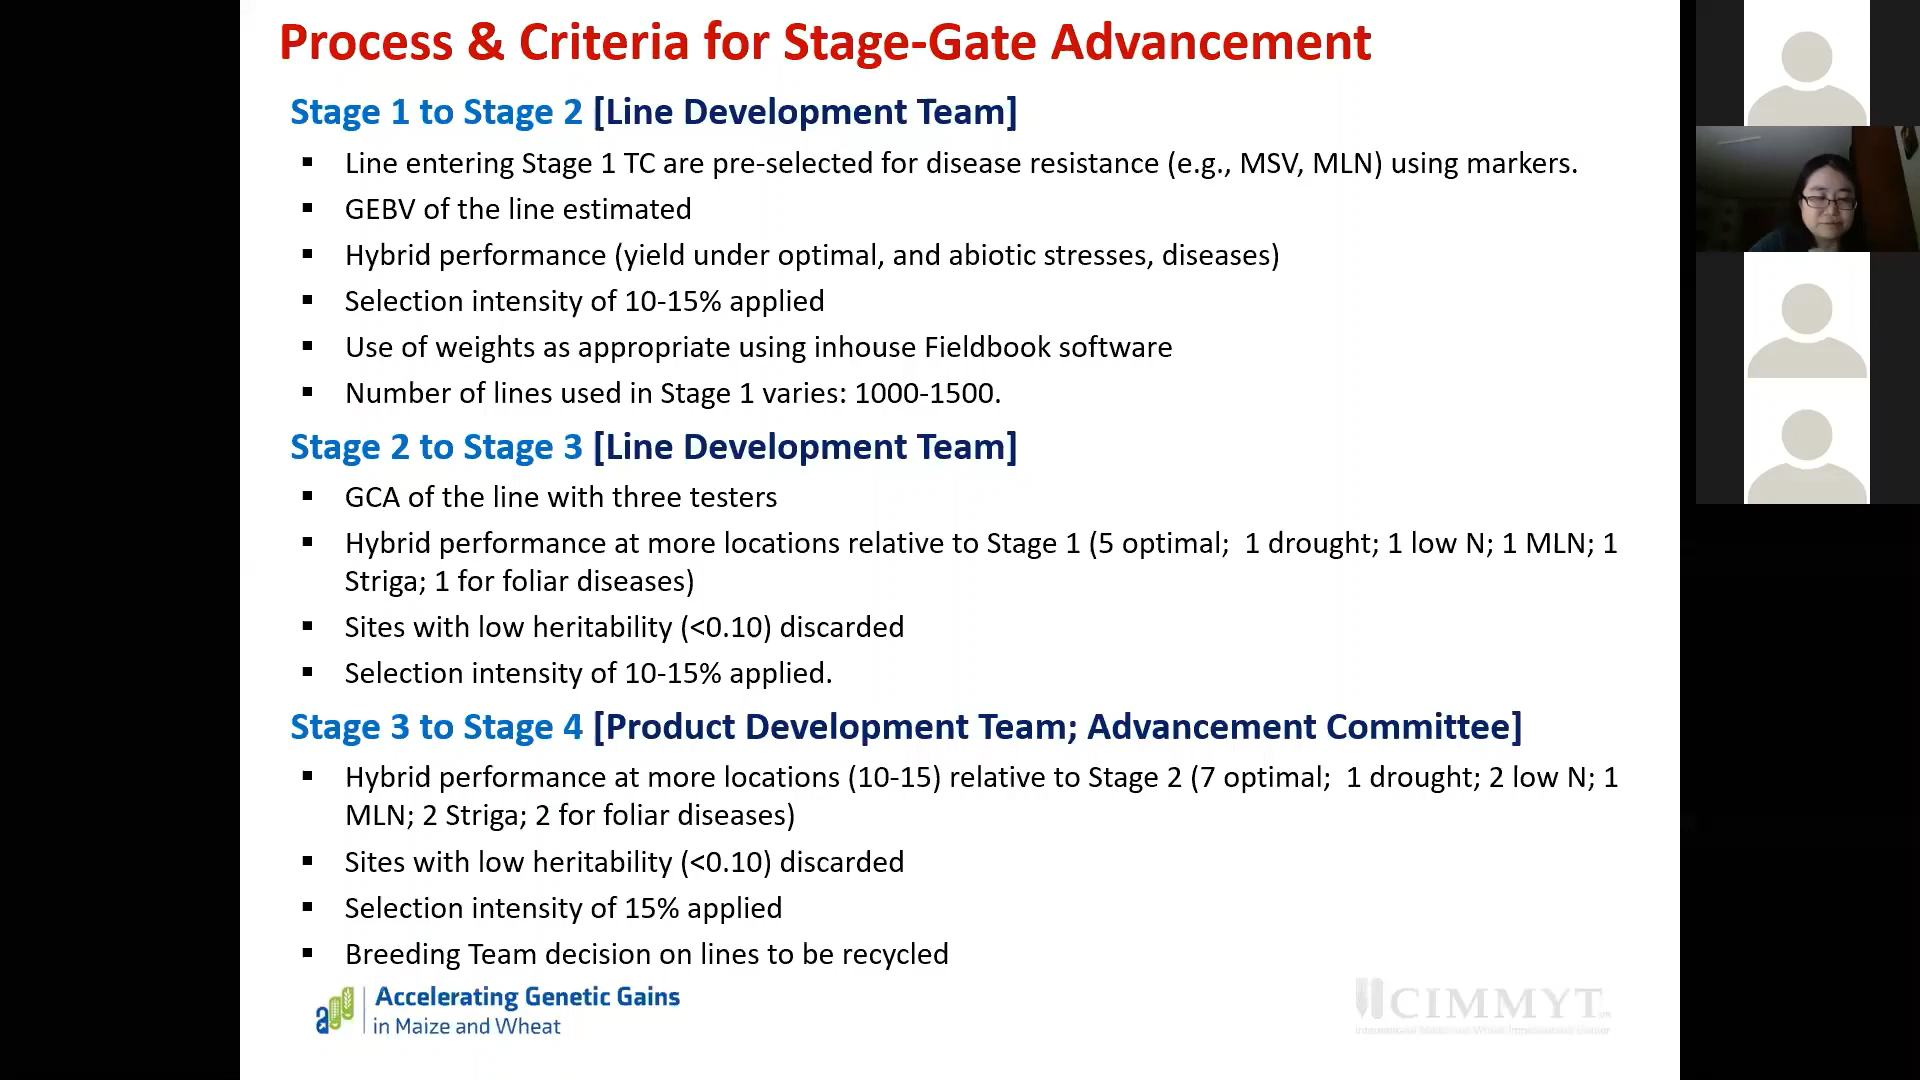 Process & Criteria for Stage-Gate Advancement
Stage 1 to Stage 2 [Line Development Team]
▪ Line entering Stage 1 TC are pre-selected for disease resistance (e.g., MSV, MLN) using markers.
▪ GEBV of the line estimated
▪ Hybrid performance (yield under optimal, and abiotic stresses, diseases)
▪ Selection intensity of 10-15% applied
▪ Use of weights as appropriate using inhouse Fieldbook software
▪ Number of lines used in Stage 1 varies: 1000-1500.
Stage 2 to Stage 3 [Line Development Team]
▪ GCA of the line with three testers
▪ Hybrid performance at more locations relative to Stage 1 (5 optimal; 1 drought; 1 low N; 1 MLN; 1
Striga; 1 for foliar diseases)
▪ Sites with low heritability (<0.10) discarded
▪ Selection intensity of 10-15% applied.
Stage 3 to Stage 4 [Product Development Team; Advancement Committee]
▪ Hybrid performance at more locations (10-15) relative to Stage 2 (7 optimal; 1 drought; 2 low N; 1
MLN; 2 Striga; 2 for foliar diseases)
▪ Sites with low heritability (<0.10) discarded
▪ Selection intensity of 15% applied
▪ Breeding Team decision on lines to be recycled
Accelerating Genetic Gains
in Maize and Wheat
CIMMYT
International Maize and Wheat Improvement Center